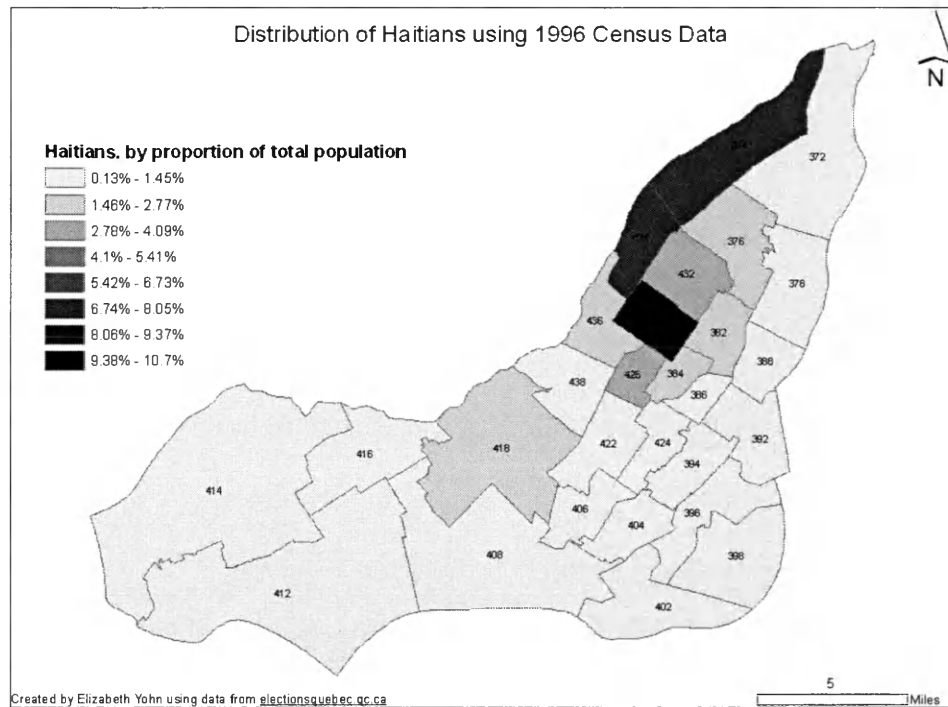 Distribution of Haitians using 1996 Census Data
N
Haitians. by proportion of total population
0.13% - 1.45%
1.46% - 2.77%
2.78% - 4.09%
4.1% - 5.41%
5.42% - 6.73%
6.74% - 8.05%
8.06% - 9.37%
9.38% - 10.7%
372
376
432
378
436
382
388
425
384
438
386
422
424
392
418
416
394
414
406
396
404
408
398
412
402
5
Miles
Created by Elizabeth Yohn using data from electionsquebec.qc.ca